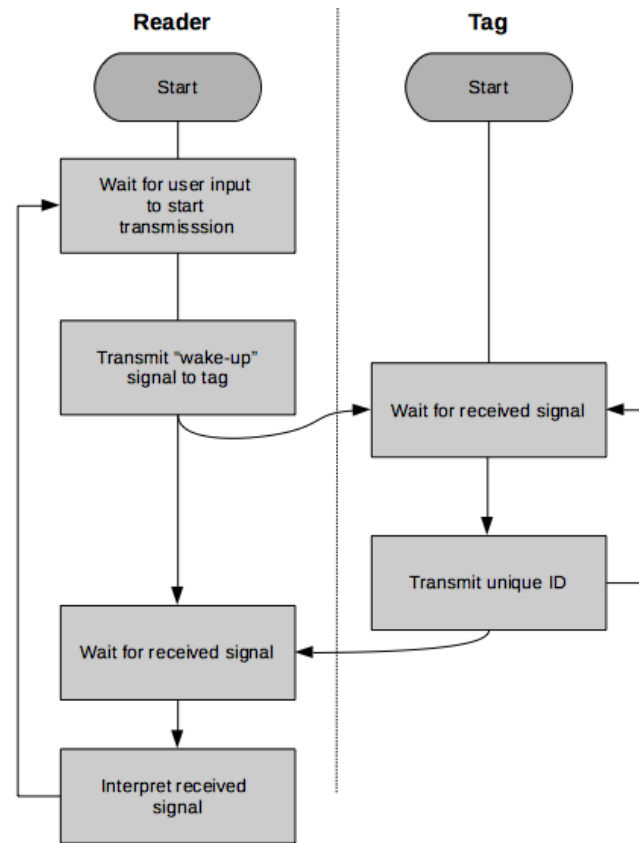 Reader
Tag
Start
Start
Wait for user input
to start
transmisssion
Transmit “wake-up”
signal to tag
Wait for received signal
Transmit unique ID
Wait for received signal
Interpret received
signal